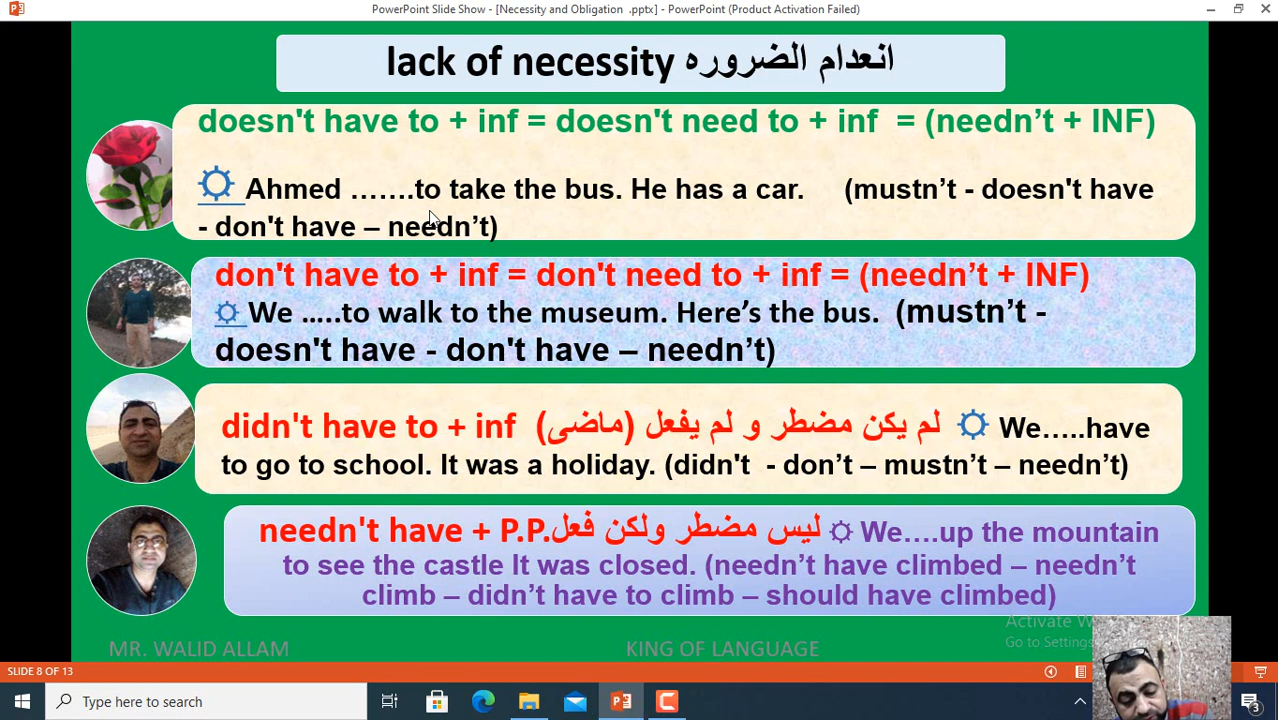 PowerPoint Slide Show - [Necessity and Obligation .pptx] - PowerPoint (Product Activation Failed)
lack of necessity انعدام الضروره
doesn't have to + inf = doesn't need to + inf = (needn’t + INF)
Ahmed …….to take the bus. He has a car. (mustn’t - doesn't have
- don't have – needn’t)
don't have to + inf = don't need to + inf = (needn’t + INF)
We …..to walk to the museum. Here’s the bus. (mustn’t -
doesn't have - don't have – needn’t)
didn't have to + inf لم يكن مضطر و لم يفعل (ماضى) We…..have
to go to school. It was a holiday. (didn't - don’t – mustn’t – needn’t)
needn't have + P.P.ليس مضطر ولكن فعل We….up the mountain
to see the castle It was closed. (needn’t have climbed – needn’t
climb – didn’t have to climb – should have climbed)
Activate W
Go to Settings
MR. WALID ALLAM KING OF LANGUAGE
SLIDE 8 OF 13
Type here to search
3